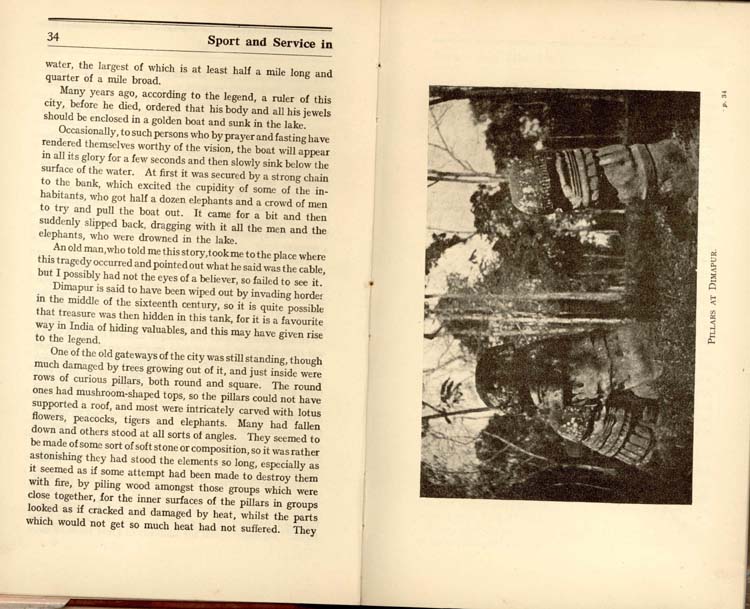 34
Sport and Service in
water, the largest of which is at least half a mile long and
quarter of a mile broad.
Many years ago, according to the legend, a ruler of this
city, before he died, ordered that his body and all his jewels
should be enclosed in a golden boat and sunk in the lake.
Occasionally, to such persons who by prayer and fasting have
rendered themselves worthy of the vision, the boat will appear
in all its glory for a few seconds and then slowly sink below the
surface of the water. At first it was secured by a strong chain
to the bank, which excited the cupidity of some of the in-
habitants, who got half a dozen elephants and a crowd of men
to try and pull the boat out. It came for a bit and then
suddenly slipped back, dragging with it all the men and the
elephants, who were drowned in the lake.
An old man, who told me this story, took me to the place where
this tragedy occurred and pointed out what he said was the cable,
but I possibly had not the eyes of a believer, so failed to see it.
Dimapur is said to have been wiped out by invading horder
in the middle of the sixteenth century, so it is quite possible
that treasure was then hidden in this tank, for it is a favourite
way in India of hiding valuables, and this may have given rise
to the legend.
One of the old gateways of the city was still standing, though
much damaged by trees growing out of it, and just inside were
rows of curious pillars, both round and square. The round
ones had mushroom-shaped tops, so the pillars could not have
supported a roof, and most were intricately carved with lotus
flowers, peacocks, tigers and elephants. Many had fallen
down and others stood at all sorts of angles. They seemed to
be made of some sort of soft stone or composition, so it was rather
astonishing they had stood the elements so long, especially as
it seemed as if some attempt had been made to destroy them
with fire, by piling wood amongst those groups which were
close together, for the inner surfaces of the pillars in groups
looked as if cracked and damaged by heat, whilst the parts
which would not get so much heat had not suffered. They
p. 34
PILLARS AT DIMAPUR.